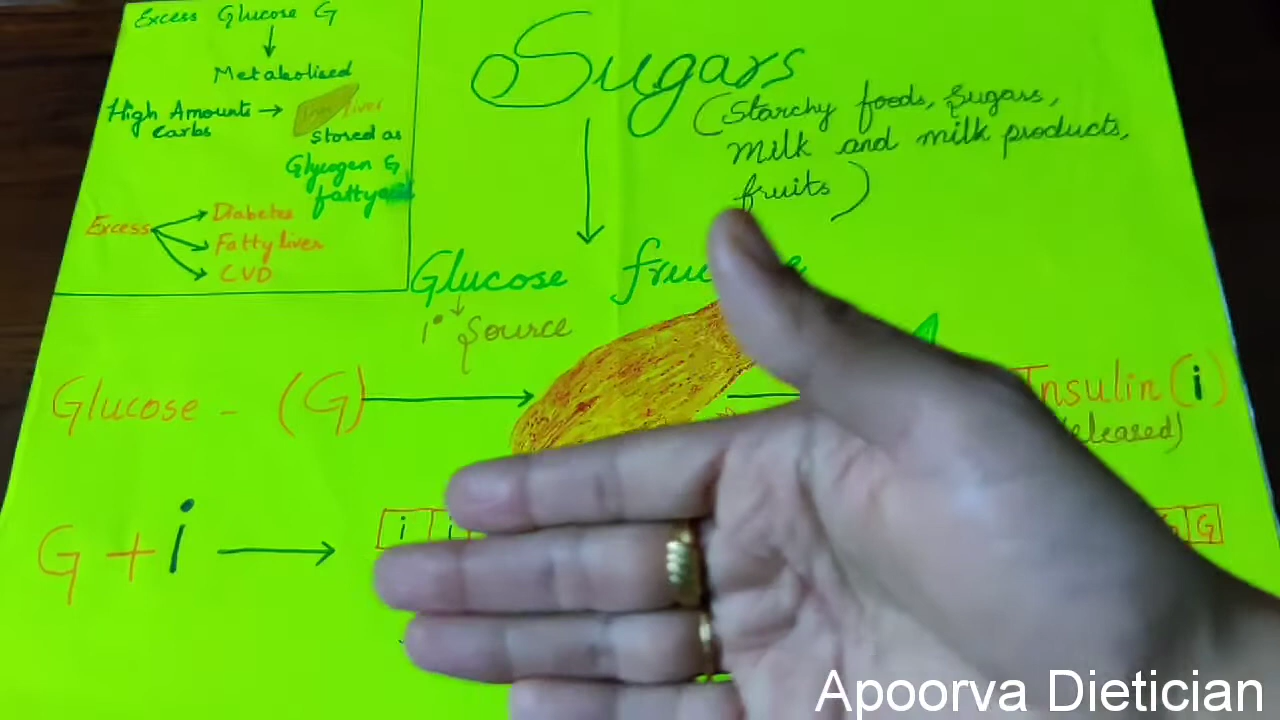 Excess Glucose G
Metabolised
High Amounts →
Carbs
liver
stored as
Glycogen G
Excess
Diabetes
Fatty liver
CVD
Sugars
(Starchy foods, Sugars,
Milk and milk products,
fruits)
Glucose
1° Source
Glucose - (G)
Insulin (i)
G + i
i
G
Apoorva Dietician